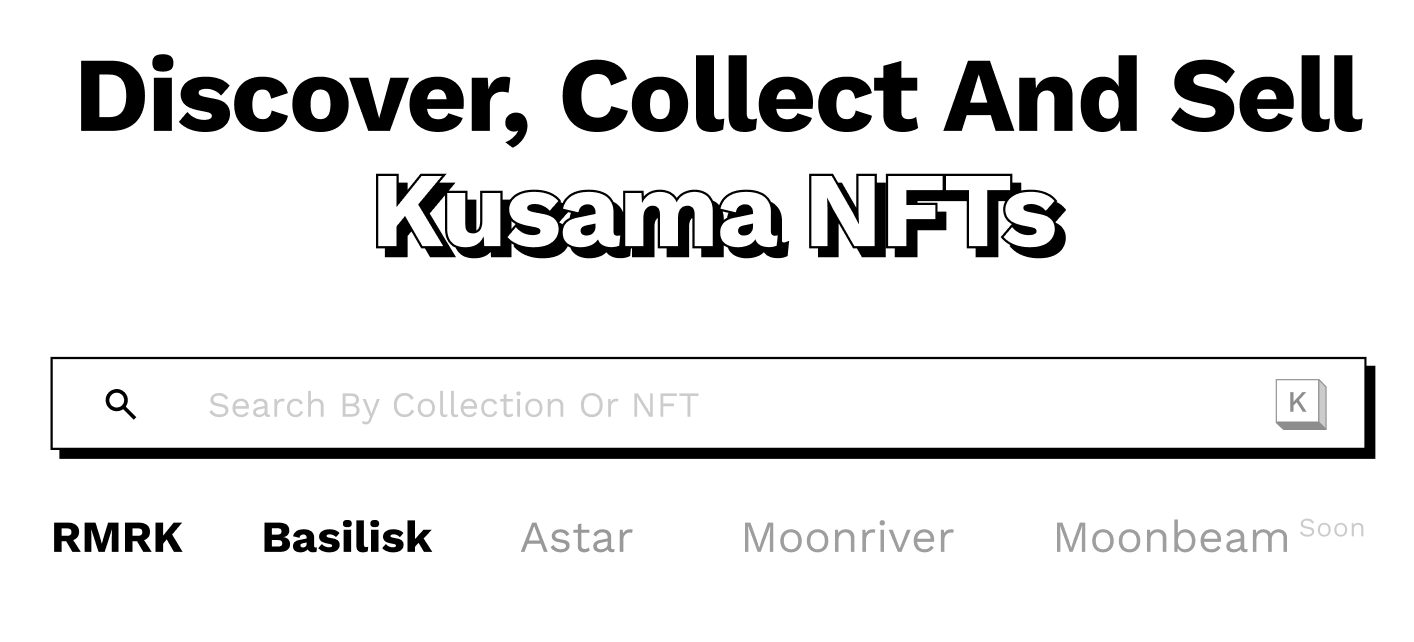 Discover, Collect And Sell
Kusama NFTs
Search By Collection Or NFT K
RMRK Basilisk Astar Moonriver Moonbeam Soon